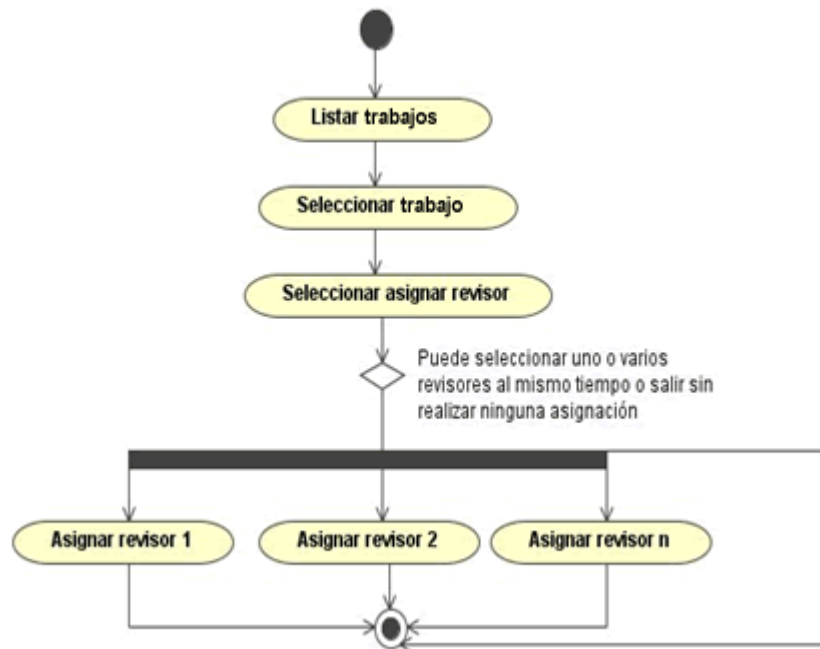 Listar trabajos
Seleccionar trabajo
Seleccionar asignar revisor
Puede seleccionar uno o varios
revisores al mismo tiempo o salir sin
realizar ninguna asignación
Asignar revisor 1
Asignar revisor 2
Asignar revisor n